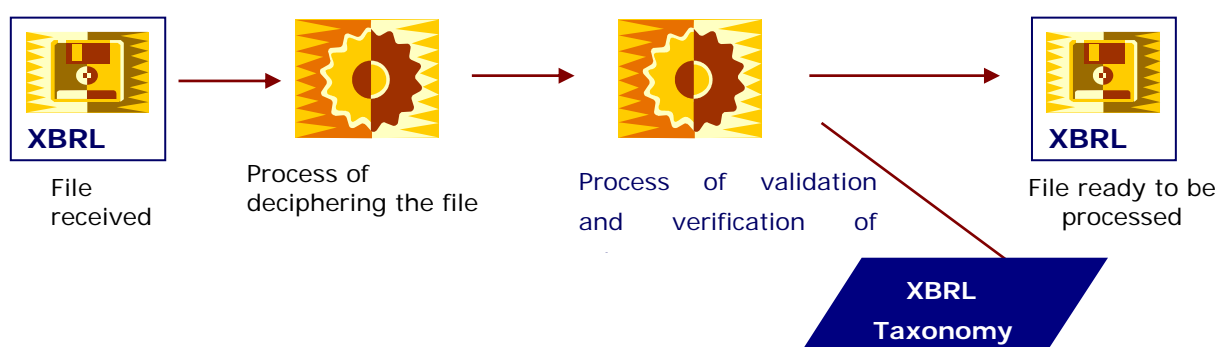 XBRL
File
received
Process of
deciphering the file
Process of validation
and verification of
XBRL
File ready to be
processed
XBRL
Taxonomy